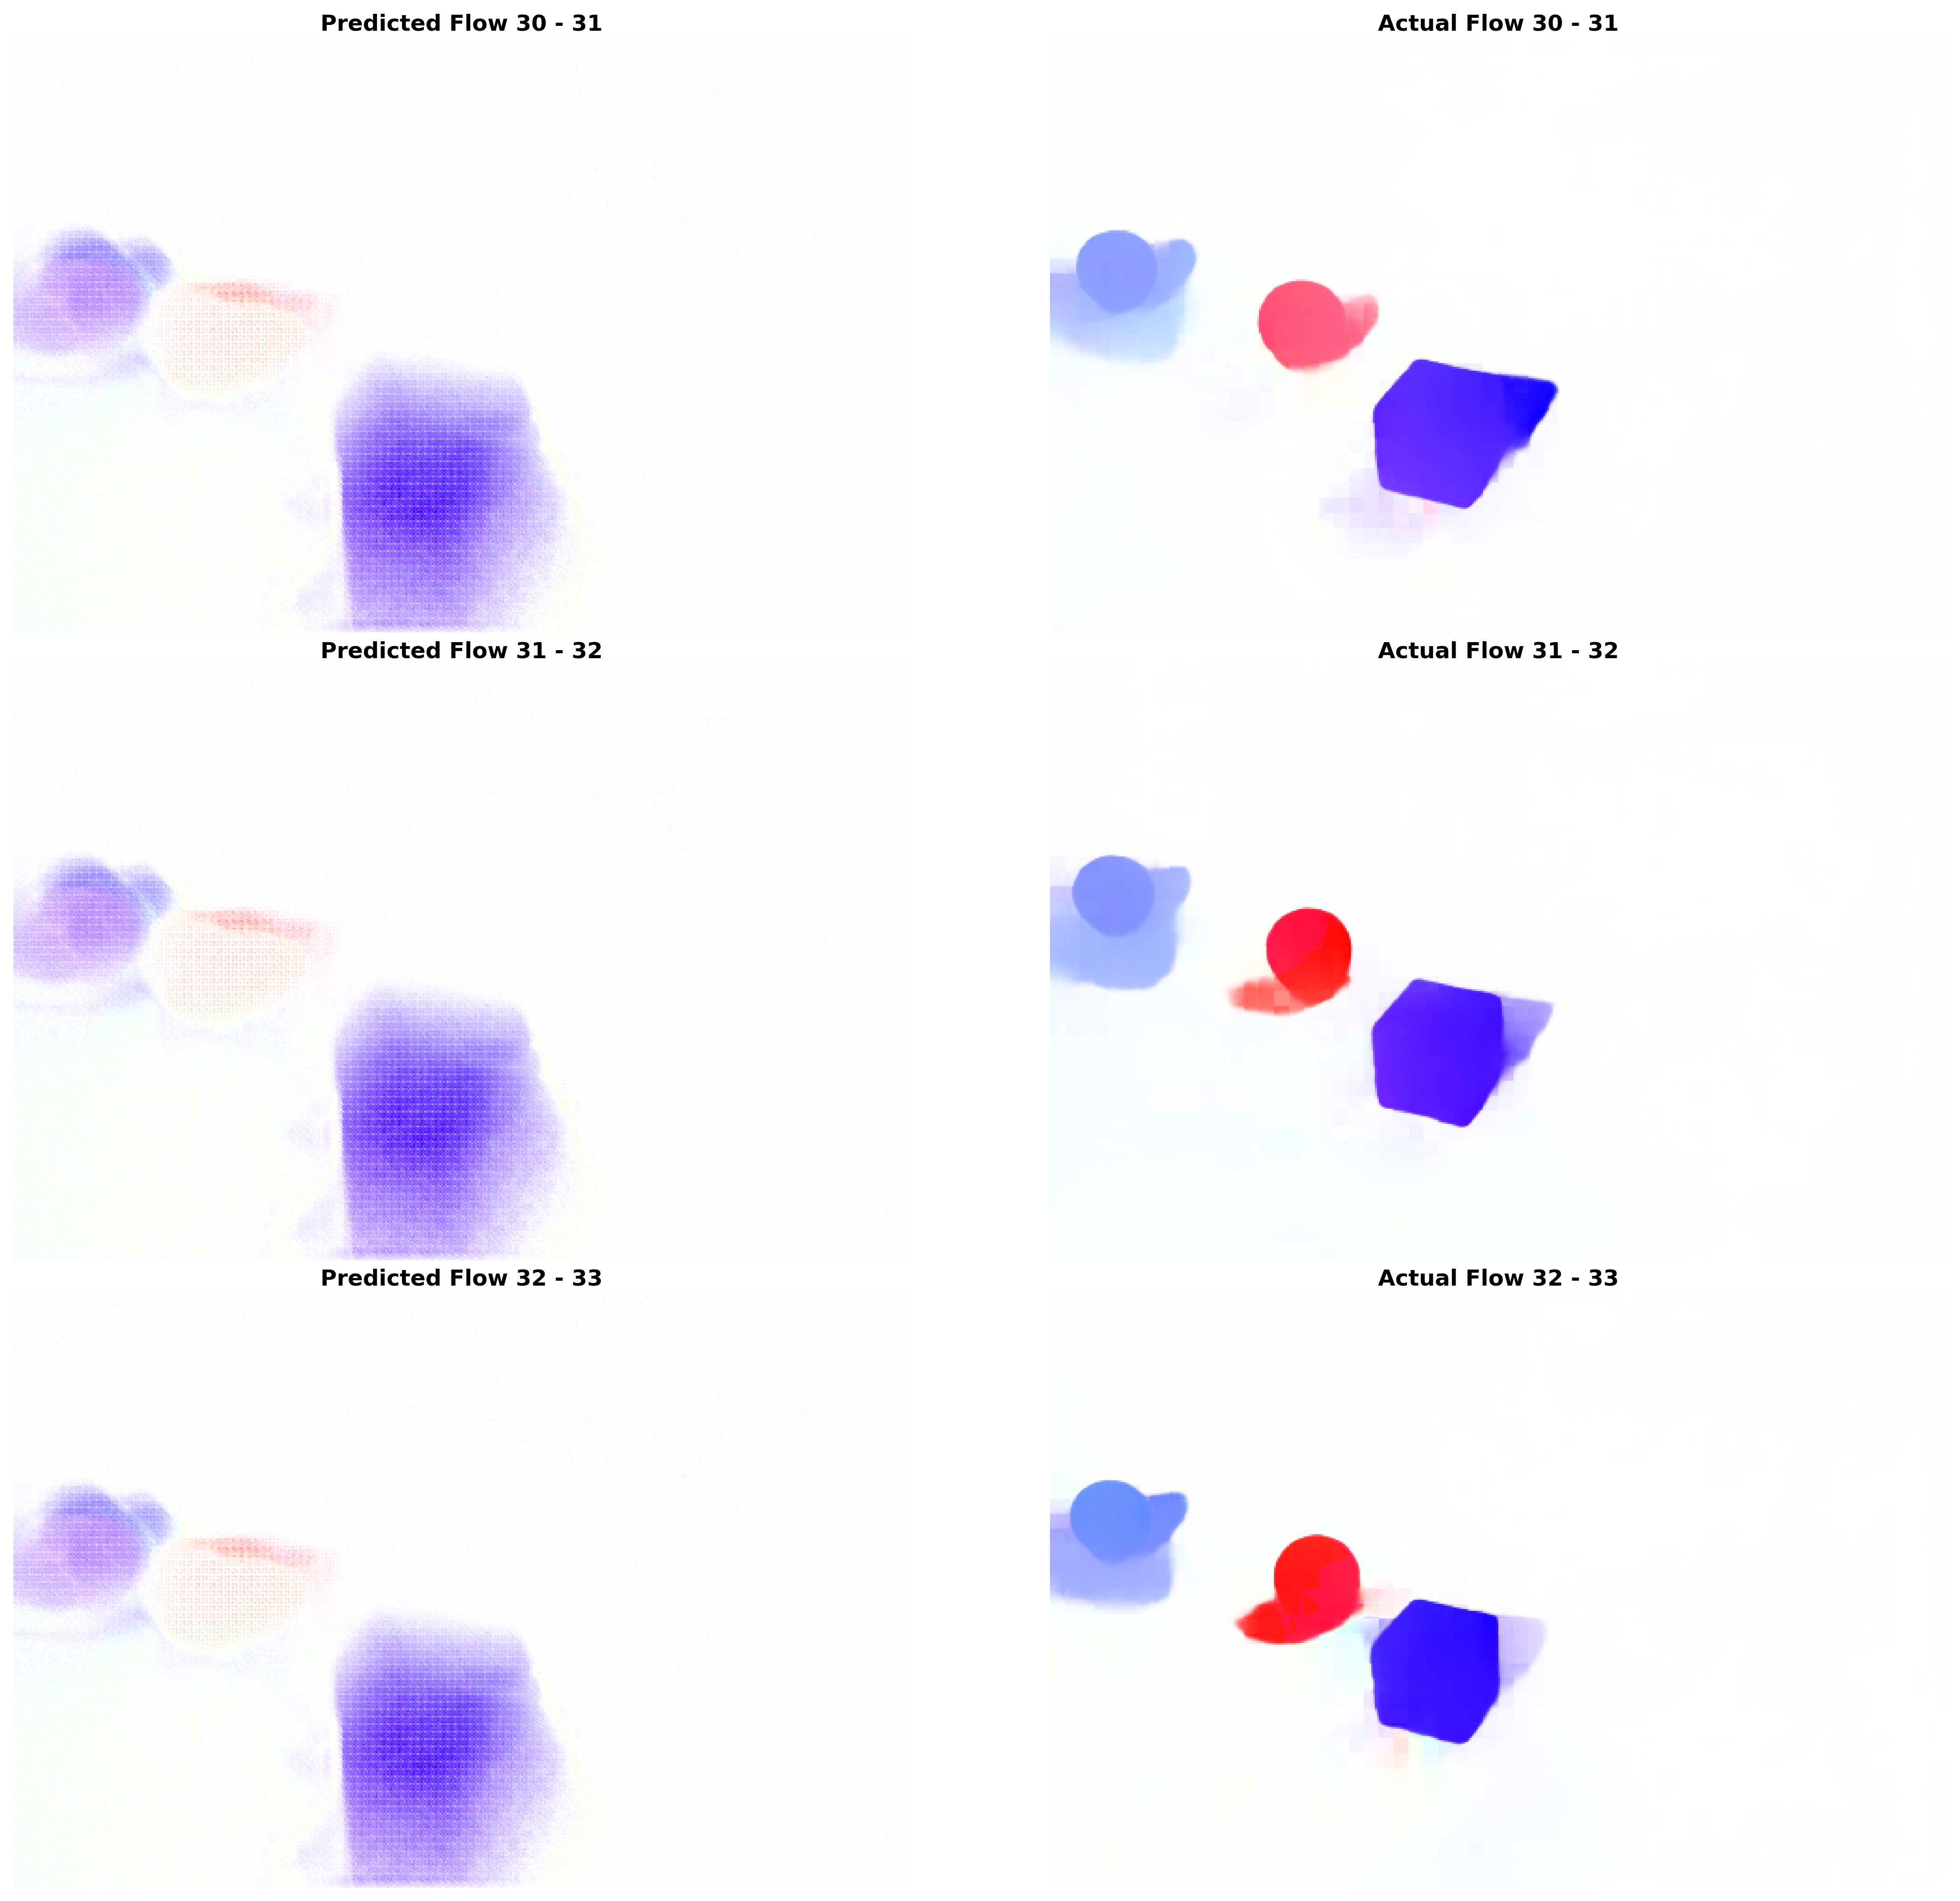 Predicted Flow 30 - 31
Actual Flow 30 - 31
Predicted Flow 31 - 32
Actual Flow 31 - 32
Predicted Flow 32 - 33
Actual Flow 32 - 33